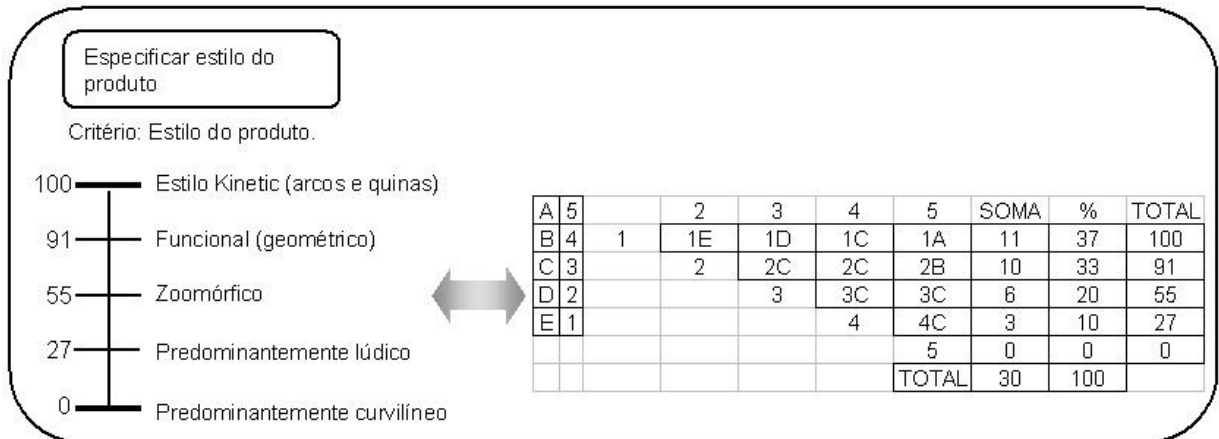 Especificar estilo do
produto
Critério: Estilo do produto.
100 Estilo Kinetic (arcos e quinas)
91 Funcional (geométrico)
55 Zoomórfico
27 Predominantemente lúdico
0 Predominantemente curvilíneo
A 5 2 3 4 5 SOMA % TOTAL
B 4 1 1E 1D 1C 1A 11 37 100
C 3 2 2C 2C 2B 10 33 91
D 2 3 3C 3C 6 20 55
E 1 4 4C 3 10 27
5 0 0 0
TOTAL 30 100